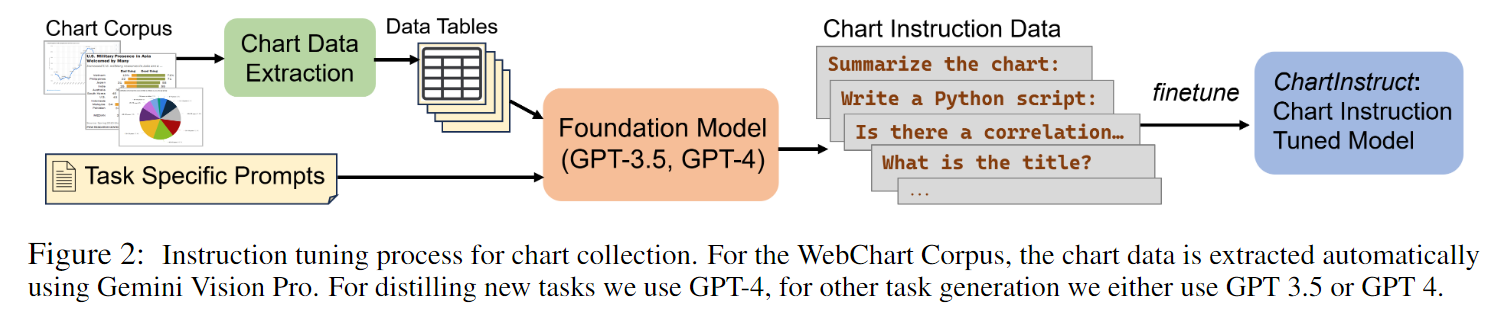 Chart Corpus
U.S. Military Presence in Asia
Welcomed by Many
Chart Data
Extraction
Data Tables
Task Specific Prompts
Foundation Model
(GPT-3.5, GPT-4)
Chart Instruction Data
Summarize the chart:
Write a Python script:
Is there a correlation…
What is the title?
...
finetune
ChartInstruct:
Chart Instruction
Tuned Model
Figure 2: Instruction tuning process for chart collection. For the WebChart Corpus, the chart data is extracted automatically
using Gemini Vision Pro. For distilling new tasks we use GPT-4, for other task generation we either use GPT 3.5 or GPT 4.